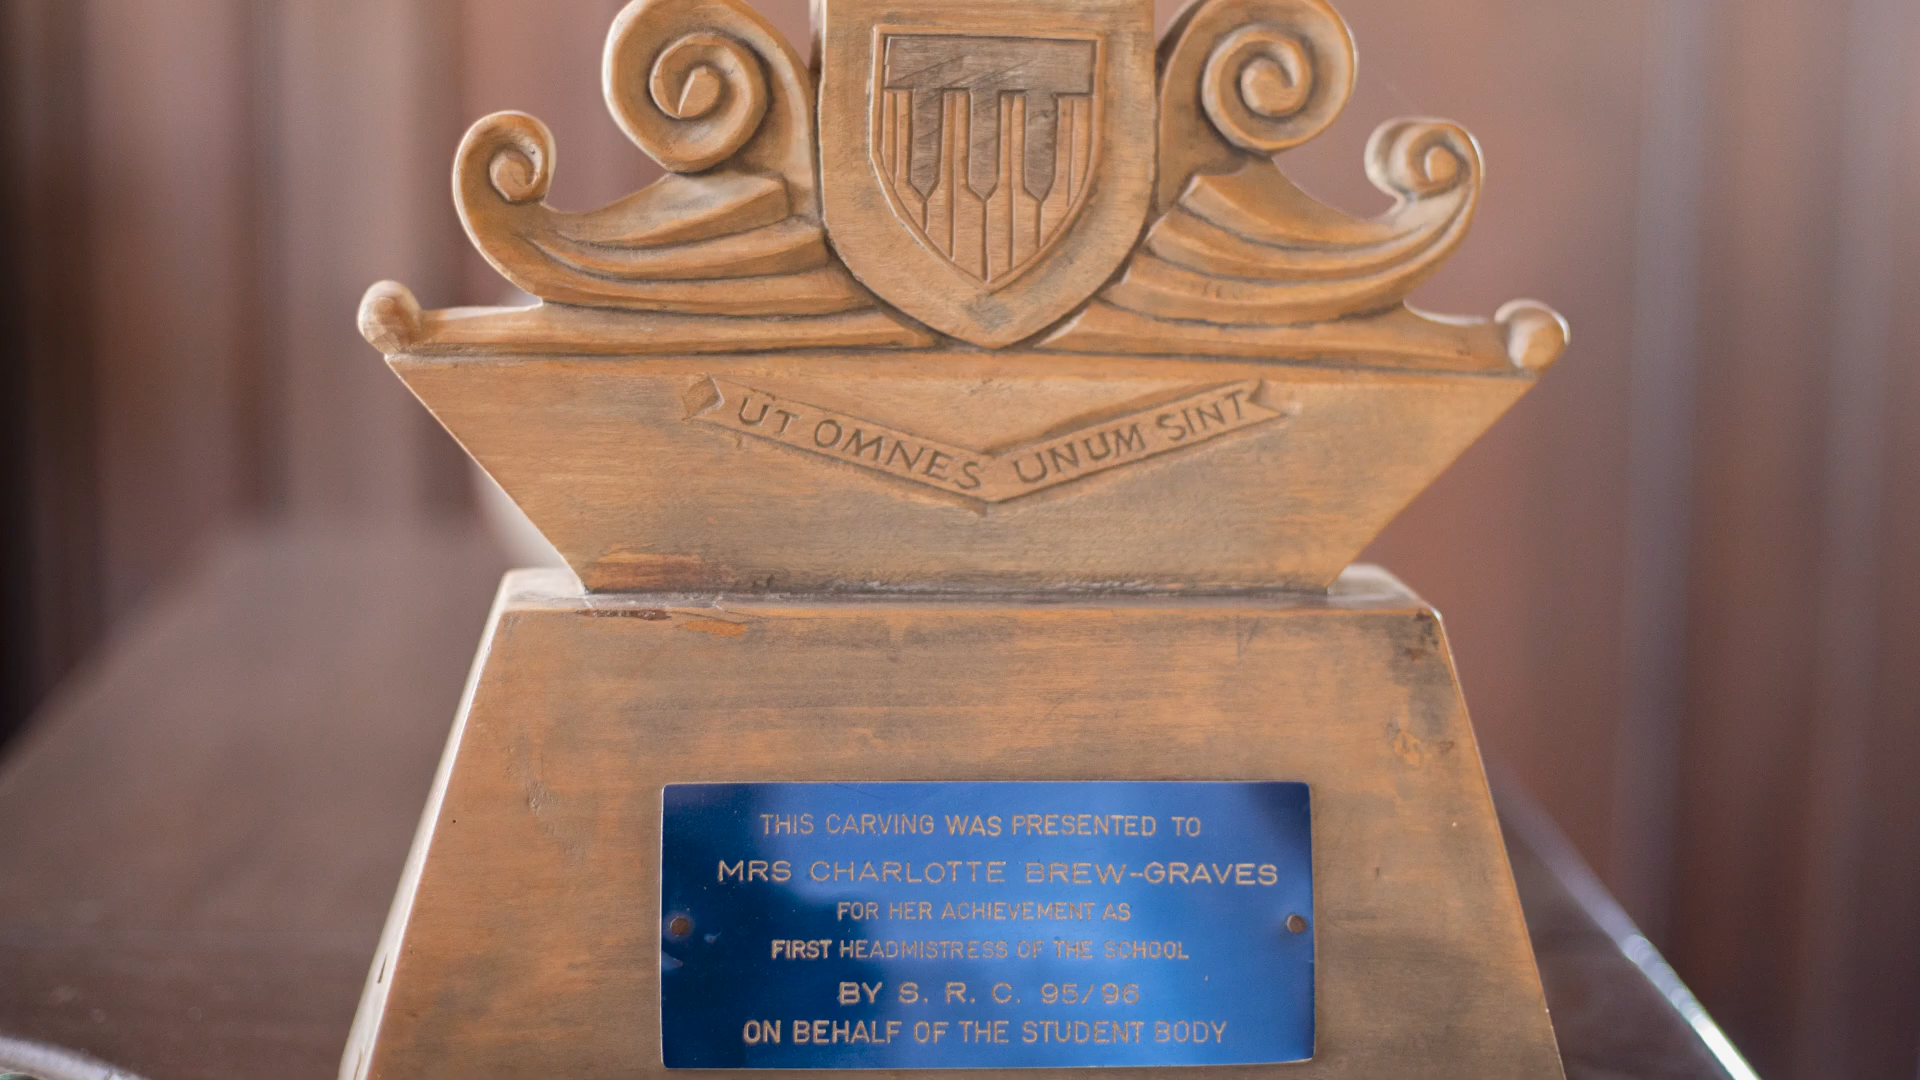 UT OMNES UNUM SINT
THIS CARVING WAS PRESENTED TO
MRS CHARLOTTE BREW-GRAVES
FOR HER ACHIEVEMENT AS
FIRST HEADMISTRESS OF THE SCHOOL
BY S. R. C. 95/96
ON BEHALF OF THE STUDENT BODY